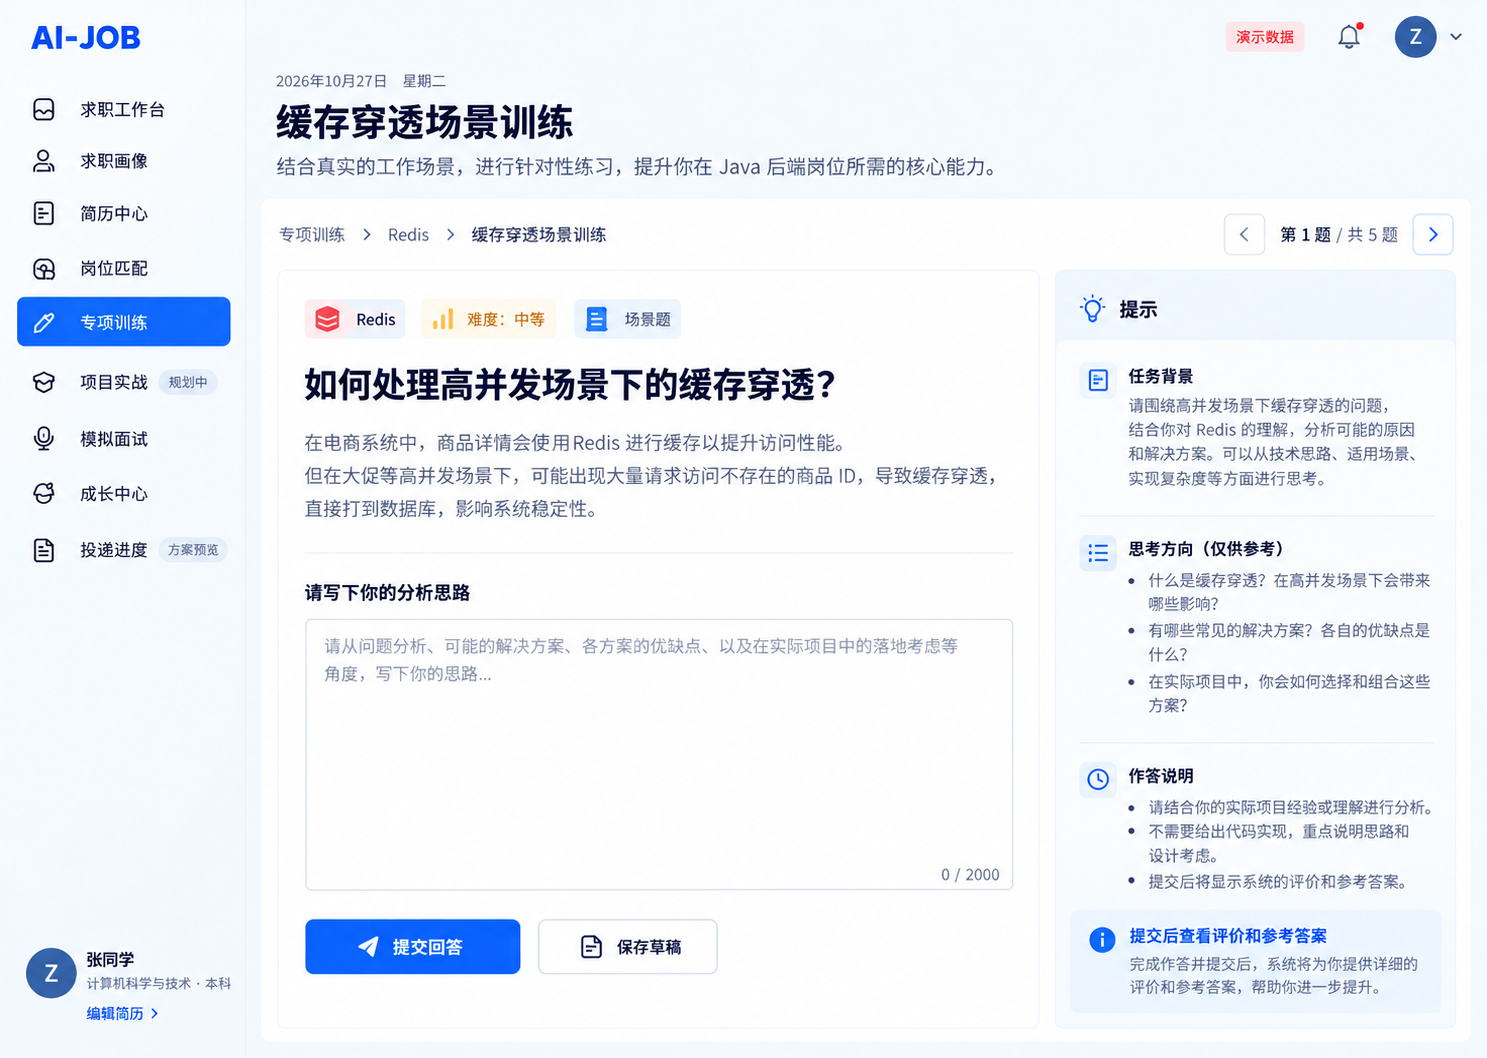 AI-JOB
求职工作台
求职画像
简历中心
岗位匹配
专项训练
项目实战 规划中
模拟面试
成长中心
投递进度 方案预览
Z
张同学
计算机科学与技术 · 本科
编辑简历
演示数据
Z
2026年10月27日 星期二
缓存穿透场景训练
结合真实的工作场景，进行针对性练习，提升你在 Java 后端岗位所需的核心能力。
专项训练 > Redis > 缓存穿透场景训练
第 1 题 / 共 5 题
Redis
难度：中等
场景题
如何处理高并发场景下的缓存穿透？
在电商系统中，商品详情会使用Redis 进行缓存以提升访问性能。
但在大促等高并发场景下，可能出现大量请求访问不存在的商品 ID，导致缓存穿透，
直接打到数据库，影响系统稳定性。
请写下你的分析思路
请从问题分析、可能的解决方案、各方案的优缺点、以及在实际项目中的落地考虑等
角度，写下你的思路...
0 / 2000
提交回答
保存草稿
提示
任务背景
请围绕高并发场景下缓存穿透的问题，
结合你对 Redis 的理解，分析可能的原因
和解决方案。可以从技术思路、适用场景、
实现复杂度等方面进行思考。
思考方向（仅供参考）
• 什么是缓存穿透？在高并发场景下会带来
哪些影响？
• 有哪些常见的解决方案？各自的优缺点是
什么？
• 在实际项目中，你会如何选择和组合这些
方案？
作答说明
• 请结合你的实际项目经验或理解进行分析。
• 不需要给出代码实现，重点说明思路和
设计考虑。
• 提交后将显示系统的评价和参考答案。
提交后查看评价和参考答案
完成作答并提交后，系统将为你提供详细的
评价和参考答案，帮助你进一步提升。